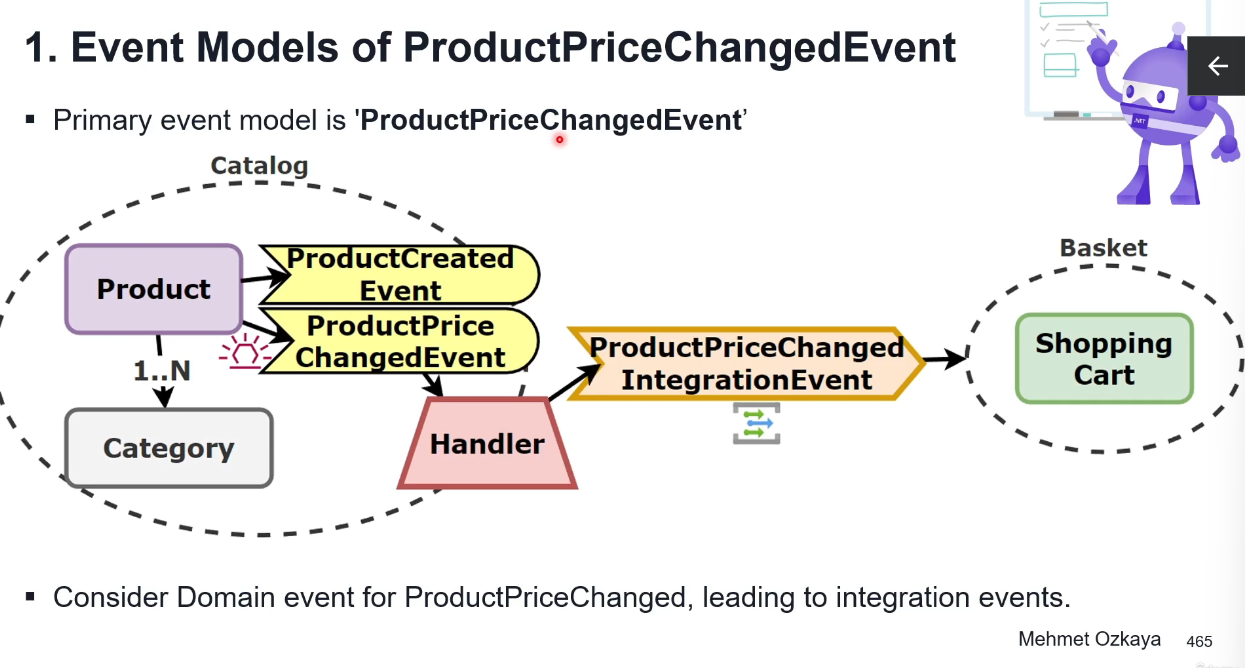 1. Event Models of ProductPriceChangedEvent
▪ Primary event model is 'ProductPriceChangedEvent’
Catalog
Product
ProductCreated
Event
ProductPrice
ChangedEvent
1..N
Category
Handler
ProductPriceChanged
IntegrationEvent
Basket
Shopping
Cart
.NET
▪ Consider Domain event for ProductPriceChanged, leading to integration events.
Mehmet Ozkaya 465